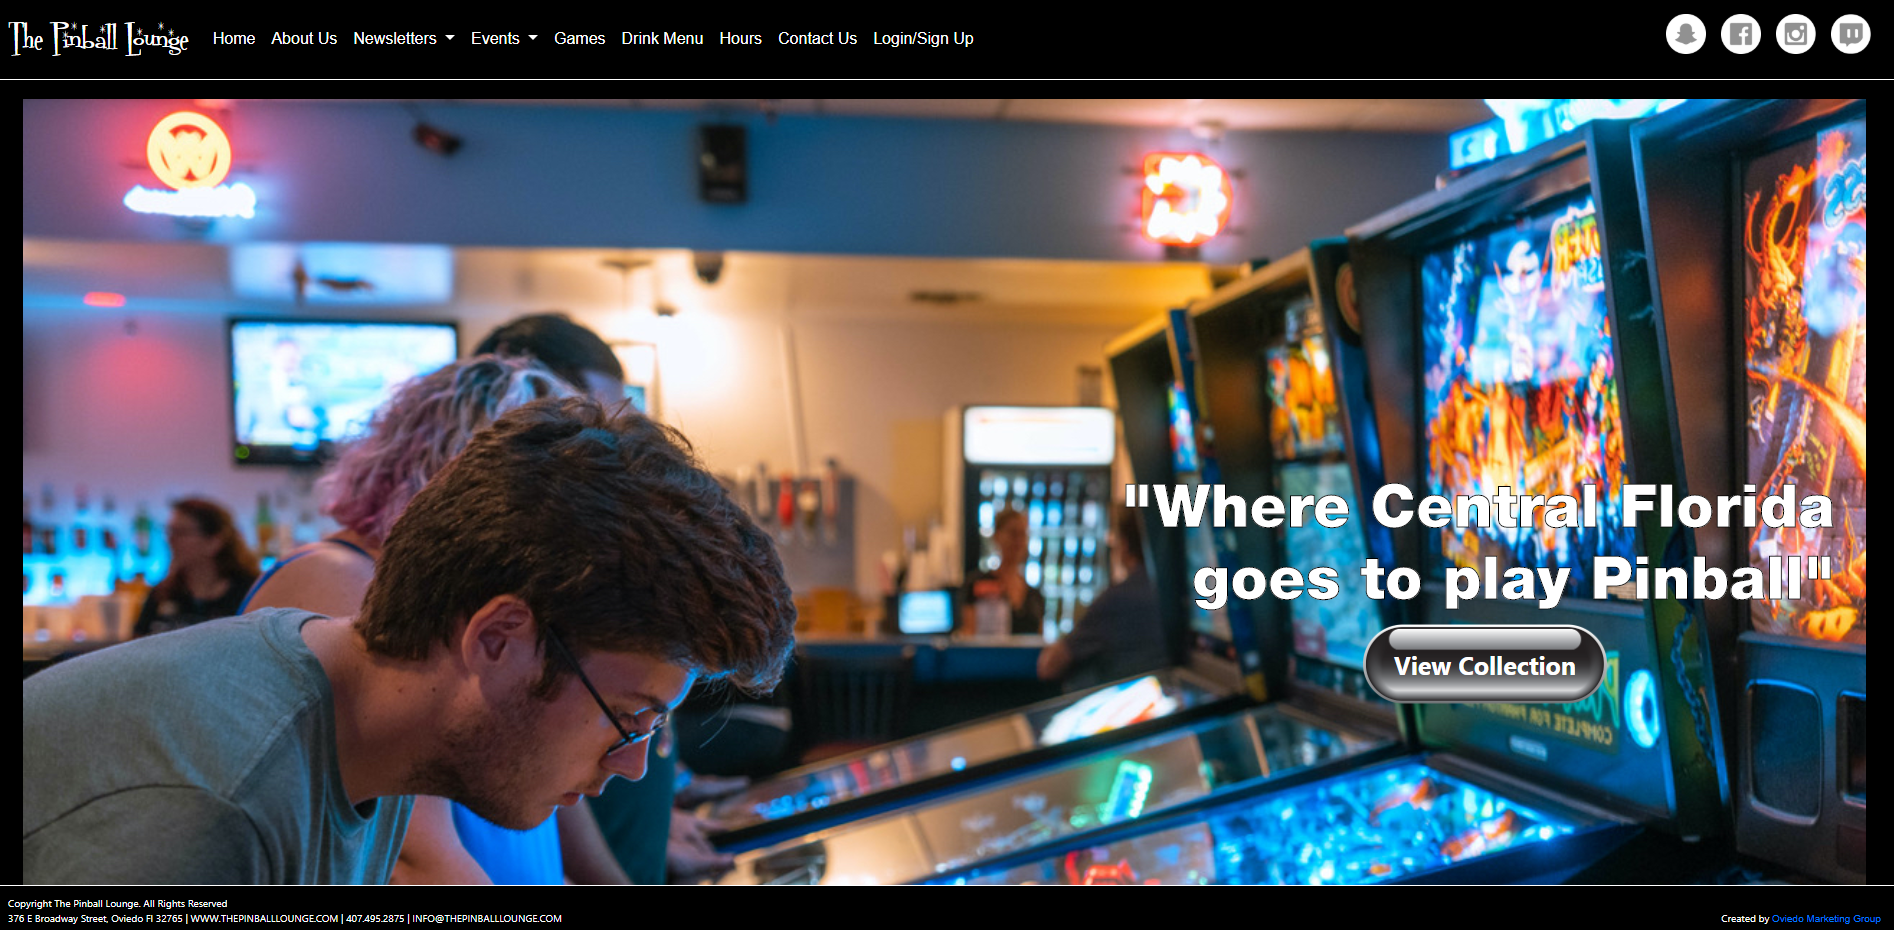 The Pinball Lounge
Home About Us Newsletters Events Games Drink Menu Hours Contact Us Login/Sign Up
"Where Central Florida
goes to play Pinball"
View Collection
COMPLETE FOR
Copyright The Pinball Lounge. All Rights Reserved
376 E Broadway Street, Oviedo Fl 32765 | WWW.THEPINBALLLOUNGE.COM | 407.495.2875 | INFO@THEPINBALLLOUNGE.COM
Created by Oviedo Marketing Group